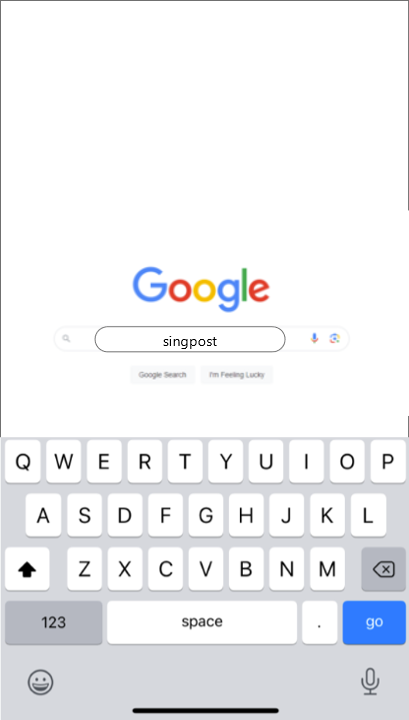 Google
singpost
Google Search I'm Feeling Lucky
Q W E R T Y U I O P
A S D F G H J K L
Z X C V B N M
123 space . go